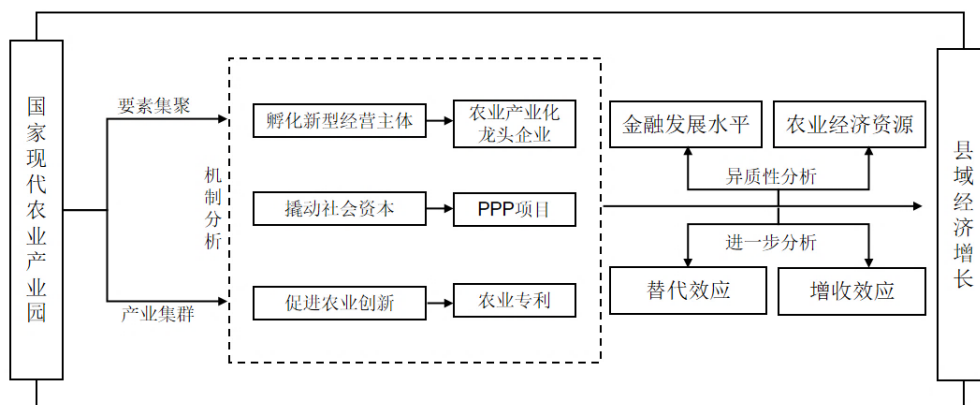 国家现代农业产业园
要素集聚
产业集群
机制分析
孵化新型经营主体
农业产业化
龙头企业
撬动社会资本
PPP项目
促进农业创新
农业专利
金融发展水平
农业经济资源
异质性分析
进一步分析
替代效应
增收效应
县域经济增长